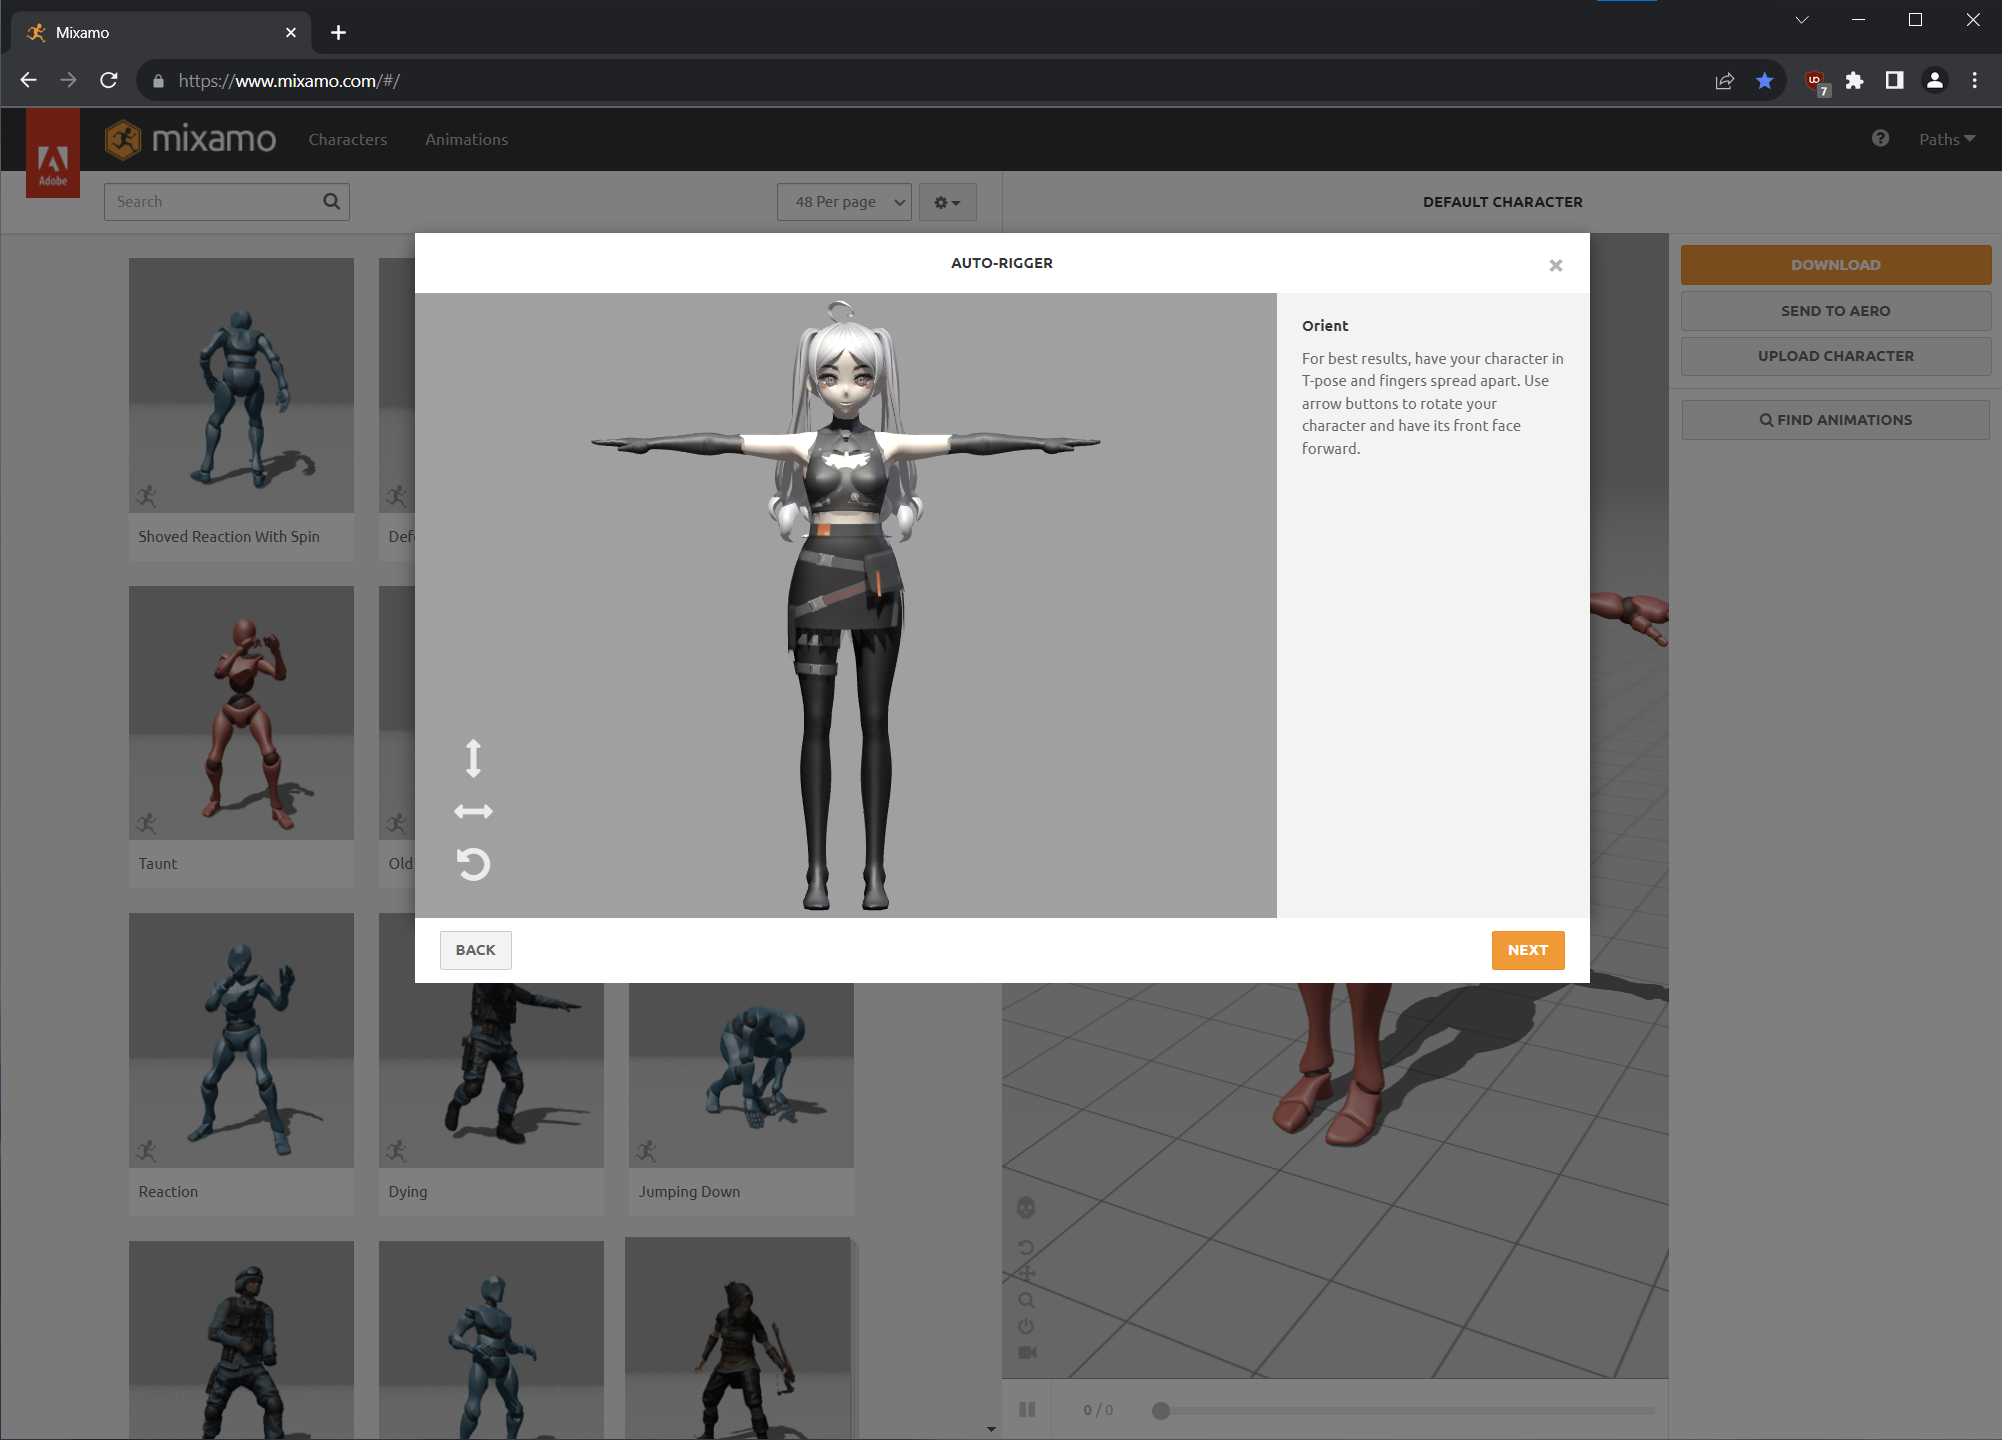 Mixamo
https://www.mixamo.com/#/
7
Adobe
mixamo
Characters
Animations
Paths
Search
48 Per page
DEFAULT CHARACTER
AUTO-RIGGER
DOWNLOAD
SEND TO AERO
UPLOAD CHARACTER
FIND ANIMATIONS
Orient
For best results, have your character in
T-pose and fingers spread apart. Use
arrow buttons to rotate your
character and have its front face
forward.
Shoved Reaction With Spin
Def
Taunt
Old
BACK
NEXT
Reaction
Dying
Jumping Down
0 / 0